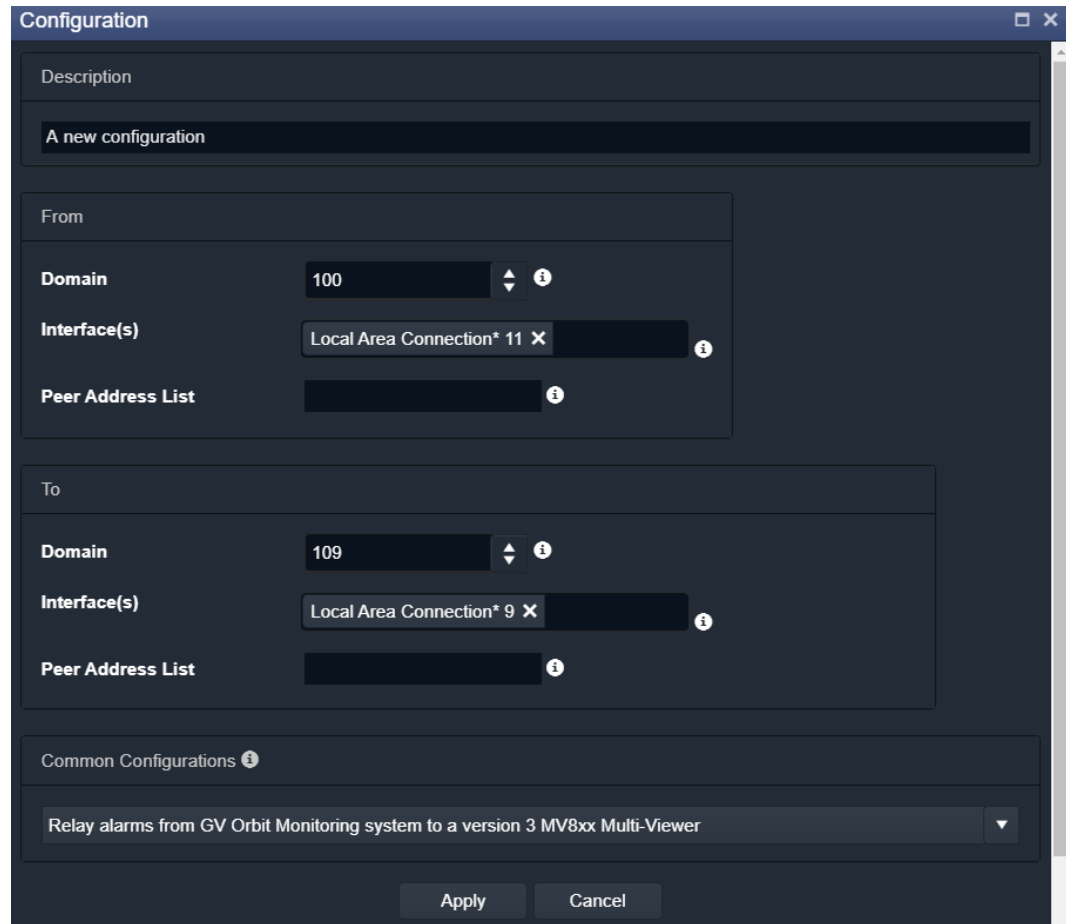 Configuration
Description
A new configuration
From
Domain 100
Interface(s) Local Area Connection* 11
Peer Address List
To
Domain 109
Interface(s) Local Area Connection* 9
Peer Address List
Common Configurations
Relay alarms from GV Orbit Monitoring system to a version 3 MV8xx Multi-Viewer
Apply Cancel